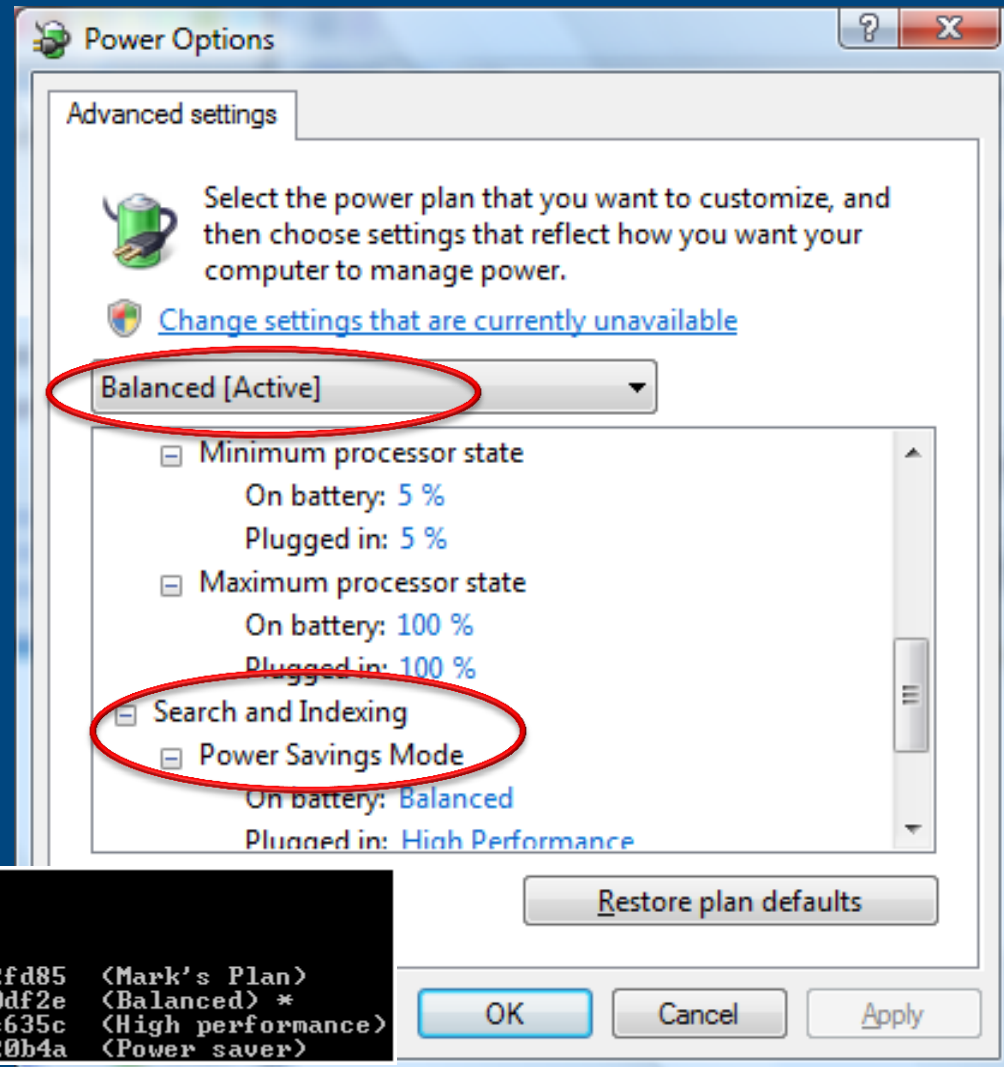 Power Options
Advanced settings
Select the power plan that you want to customize, and
then choose settings that reflect how you want your
computer to manage power.
Change settings that are currently unavailable
Balanced [Active]
Minimum processor state
On battery: 5 %
Plugged in: 5 %
Maximum processor state
On battery: 100 %
Plugged in: 100 %
Search and Indexing
Power Savings Mode
On battery: Balanced
Plugged in: High Performance
Restore plan defaults
fd85 (Mark's Plan)
df2e (Balanced) *
635c (High performance)
0b4a (Power saver)
OK Cancel Apply